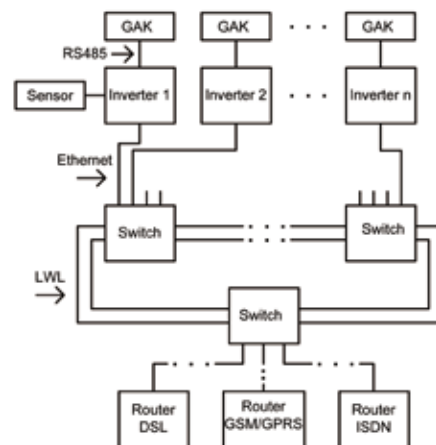 GAK GAK GAK
RS485
Sensor Inverter 1 Inverter 2 Inverter n
Ethernet
Switch Switch
LWL
Switch
Router Router Router
DSL GSM/GPRS ISDN